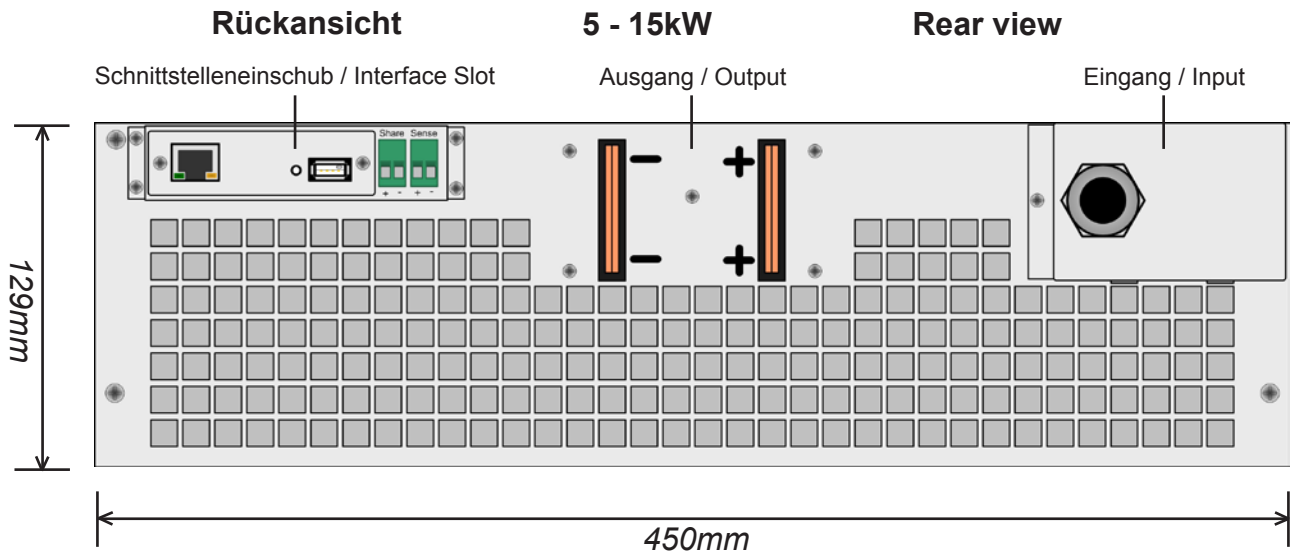 Rückansicht 5 - 15kW Rear view
Schnittstelleneinschub / Interface Slot Ausgang / Output Eingang / Input
Share Sense
− +
+ - + -
− +
129mm
450mm